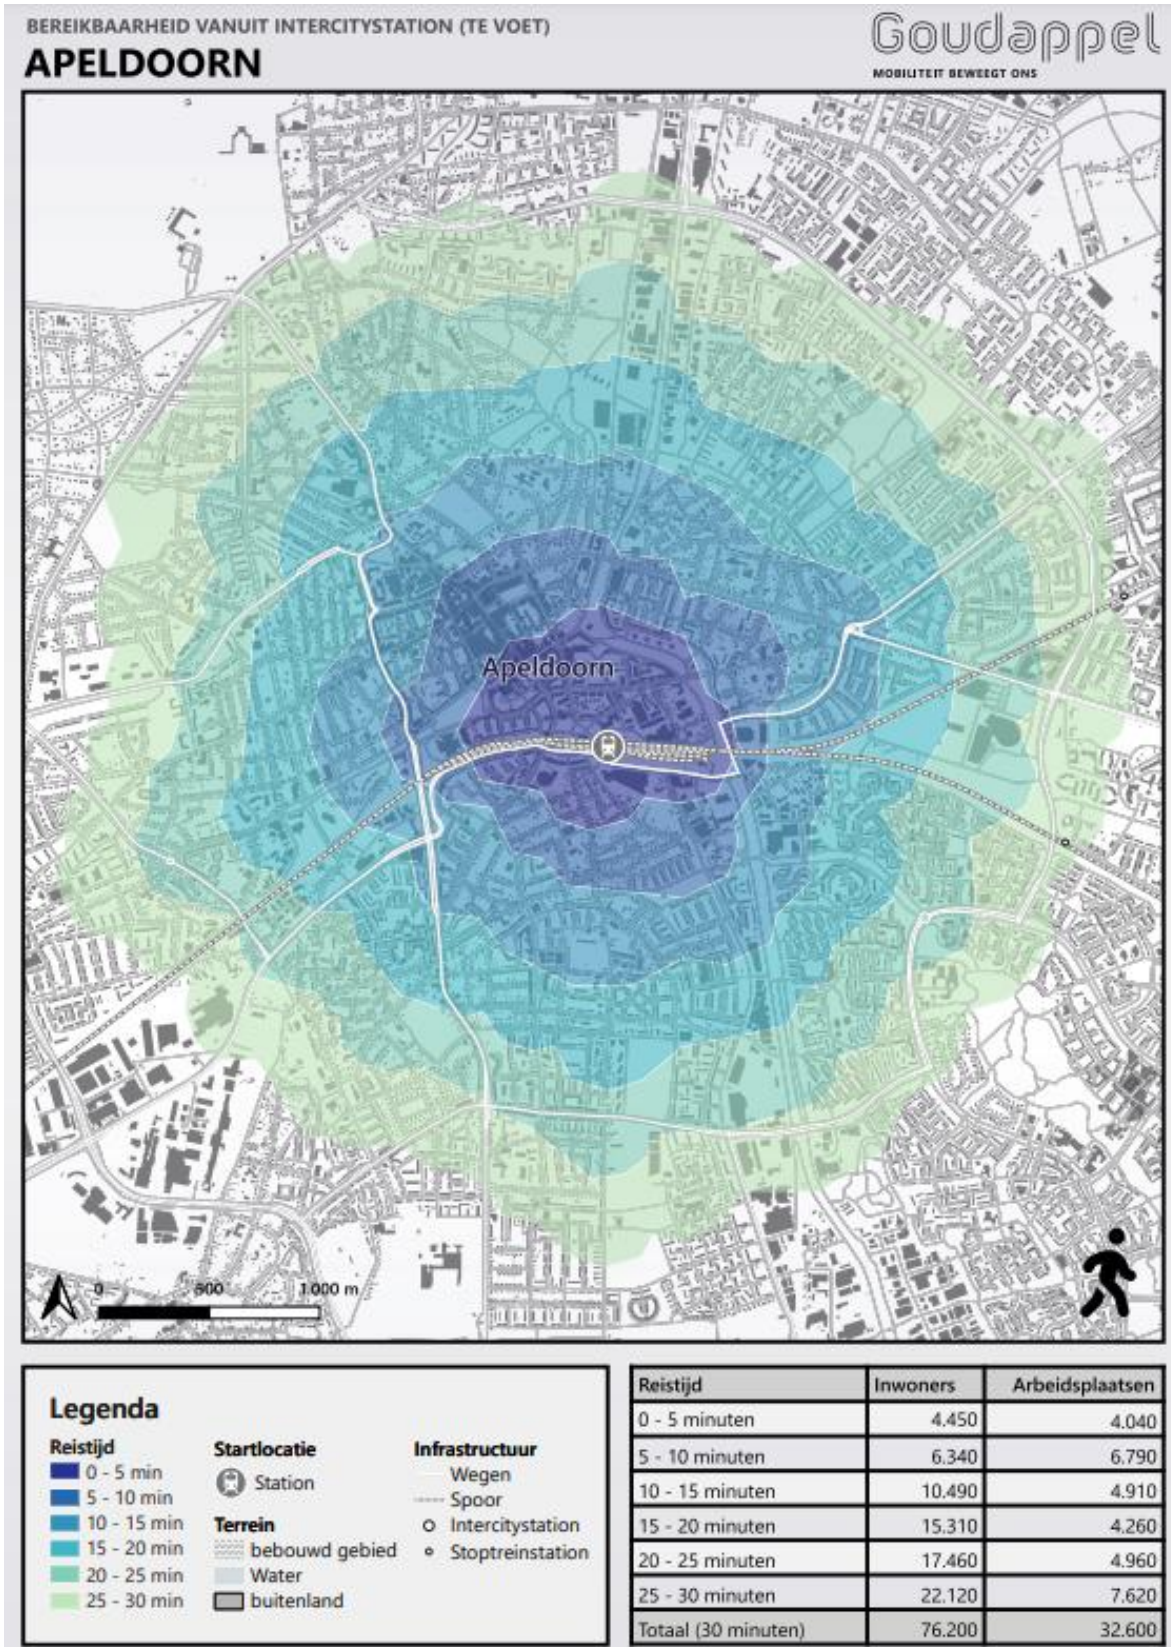 BEREIKBAARHEID VANUIT INTERCITYSTATION (TE VOET)
APELDOORN
Goudappel
MOBILITEIT BEWEEGT ONS
Apeldoorn
0 500 1.000 m
Legenda
Reistijd
0 - 5 min
5 - 10 min
10 - 15 min
15 - 20 min
20 - 25 min
25 - 30 min
Startlocatie
Station
Terrein
bebouwd gebied
Water
buitenland
Infrastructuur
Wegen
Spoor
Intercitystation
Stoptreinstation
Reistijd Inwoners Arbeidsplaatsen
0 - 5 minuten 4.450 4.040
5 - 10 minuten 6.340 6.790
10 - 15 minuten 10.490 4.910
15 - 20 minuten 15.310 4.260
20 - 25 minuten 17.460 4.960
25 - 30 minuten 22.120 7.620
Totaal (30 minuten) 76.200 32.600